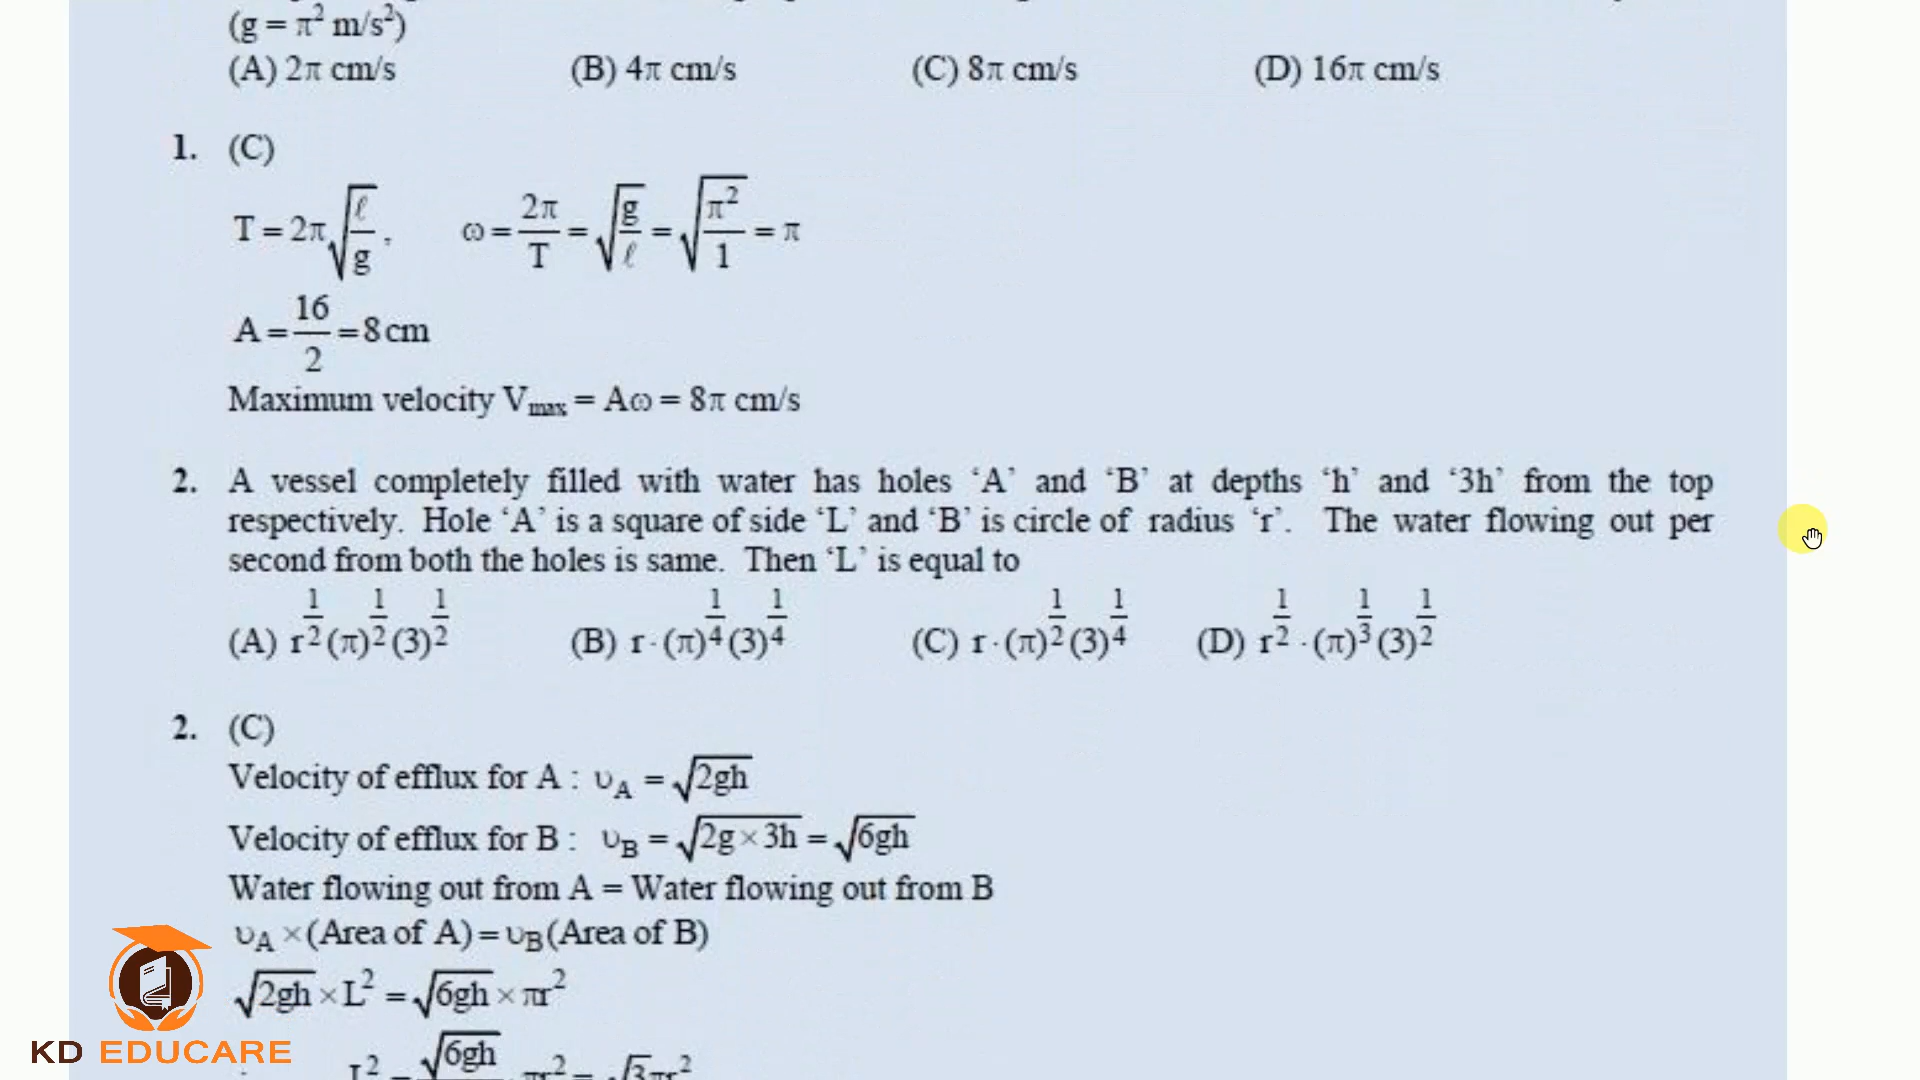 (g = π² m/s²)
(A) 2π cm/s (B) 4π cm/s (C) 8π cm/s (D) 16π cm/s
1. (C)
T = 2π√(ℓ/g), ω = 2π/T = √(g/ℓ) = √(π²/1) = π
A = 16/2 = 8 cm
Maximum velocity Vmax = Aω = 8π cm/s
2. A vessel completely filled with water has holes ‘A’ and ‘B’ at depths ‘h’ and ‘3h’ from the top
respectively. Hole ‘A’ is a square of side ‘L’ and ‘B’ is circle of radius ‘r’. The water flowing out per
second from both the holes is same. Then ‘L’ is equal to
(A) r^(1/2) (π)^(1/2) (3)^(1/2) (B) r · (π)^(1/4) (3)^(1/4) (C) r · (π)^(1/2) (3)^(1/4) (D) r^(1/2) · (π)^(1/3) (3)^(1/2)
2. (C)
Velocity of efflux for A : υA = √(2gh)
Velocity of efflux for B : υB = √(2g × 3h) = √(6gh)
Water flowing out from A = Water flowing out from B
υA × (Area of A) = υB (Area of B)
√(2gh) × L² = √(6gh) × πr²
KD EDUCARE